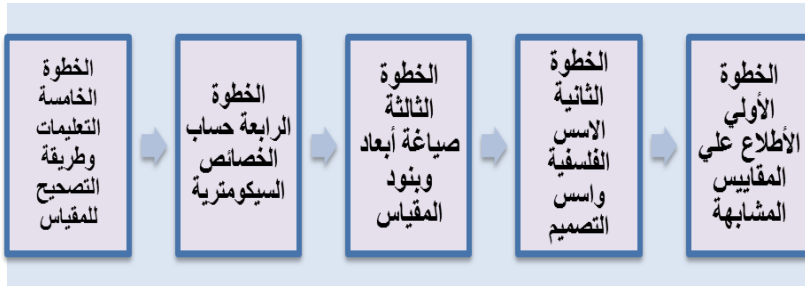 الخطوة
الأولي
الأطلاع علي
المقاييس
المشابهة
الخطوة
الثانية
الاسس
الفلسفية
واسس
التصميم
الخطوة
الثالثة
صياغة أبعاد
وبنود
المقياس
الخطوة
الرابعة حساب
الخصائص
السيكومترية
الخطوة
الخامسة
التعليمات
وطريقة
التصحيح
للمقياس